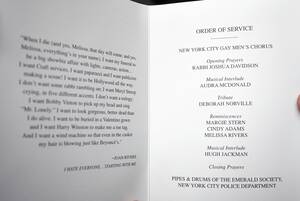 "When I die (and yes, Melissa, that day will come; and yes,
Melissa, everything's in your name), I want my funeral to
be a big showbiz affair with lights, cameras, action...
I want Craft services, I want paparazzi and I want publicists
making a scene! I want it to be Hollywood all the way.
I don't want some rabbi rambling on; I want Meryl Streep
crying, in five different accents. I don't want a eulogy;
I want Bobby Vinton to pick up my head and sing
"Mr. Lonely." I want to look gorgeous, better dead than
I do alive. I want to be buried in a Valentino gown
and I want Harry Winston to make me a toe tag.
And I want a wind machine so that even in the casket
my hair is blowing just like Beyoncé's."
-JOAN RIVERS
I HATE EVERYONE... STARTING WITH ME
ORDER OF SERVICE
NEW YORK CITY GAY MEN'S CHORUS
Opening Prayers
RABBI JOSHUA DAVIDSON
Musical Interlude
AUDRA MCDONALD
Tribute
DEBORAH NORVILLE
Reminiscences
MARGIE STERN
CINDY ADAMS
MELISSA RIVERS
Musical Interlude
HUGH JACKMAN
Closing Prayers
PIPES & DRUMS OF THE EMERALD SOCIETY,
NEW YORK CITY POLICE DEPARTMENT